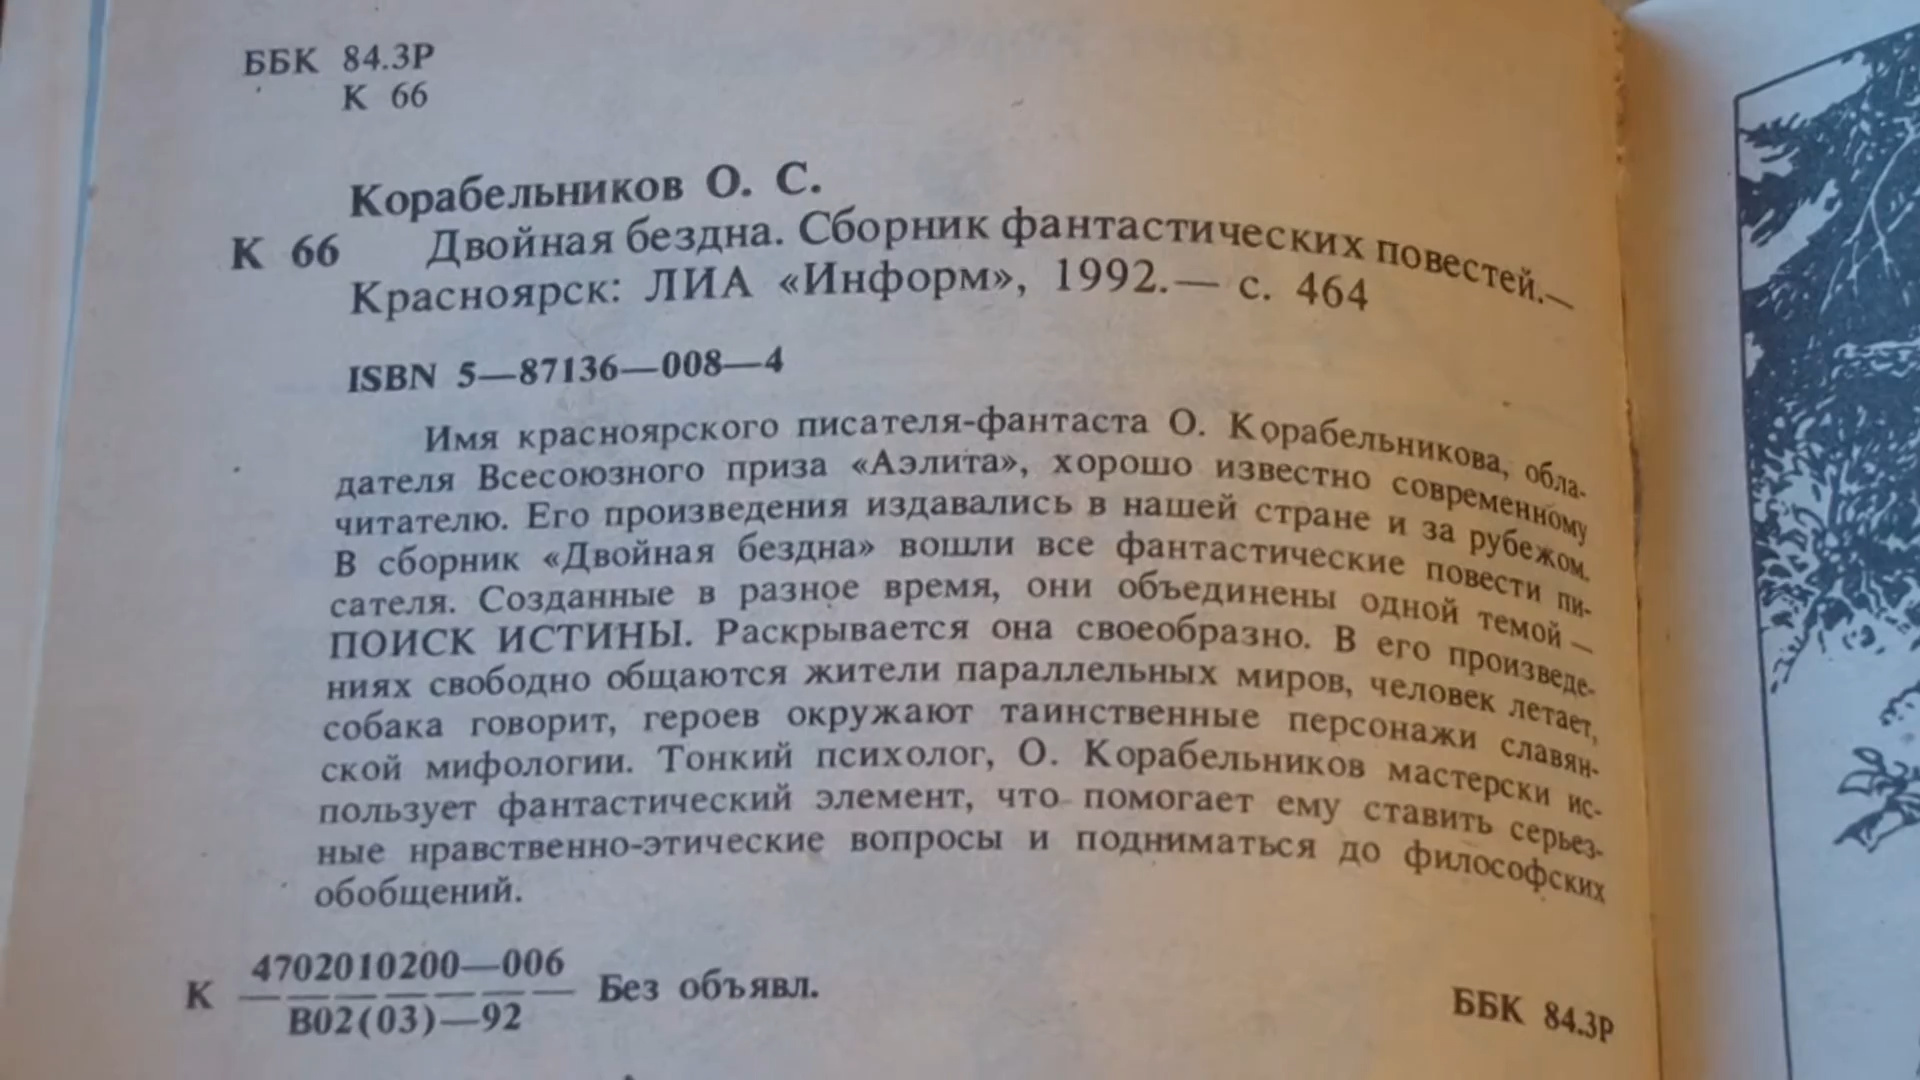 ББК 84.3Р
К 66
Корабельников О. С.
К 66 Двойная бездна. Сборник фантастических повестей.—
Красноярск: ЛИА «Информ», 1992.— с. 464
ISBN 5—87136—008—4
Имя красноярского писателя-фантаста О. Корабельникова, обла-
дателя Всесоюзного приза «Аэлита», хорошо известно современному
читателю. Его произведения издавались в нашей стране и за рубежом.
В сборник «Двойная бездна» вошли все фантастические повести пи-
сателя. Созданные в разное время, они объединены одной темой —
ПОИСК ИСТИНЫ. Раскрывается она своеобразно. В его произведе-
ниях свободно общаются жители параллельных миров, человек летает,
собака говорит, героев окружают таинственные персонажи славян-
ской мифологии. Тонкий психолог, О. Корабельников мастерски ис-
пользует фантастический элемент, что помогает ему ставить серьез-
ные нравственно-этические вопросы и подниматься до философских
обобщений.
К 4702010200—006 Без объявл.
В02(03)—92
ББК 84.3Р